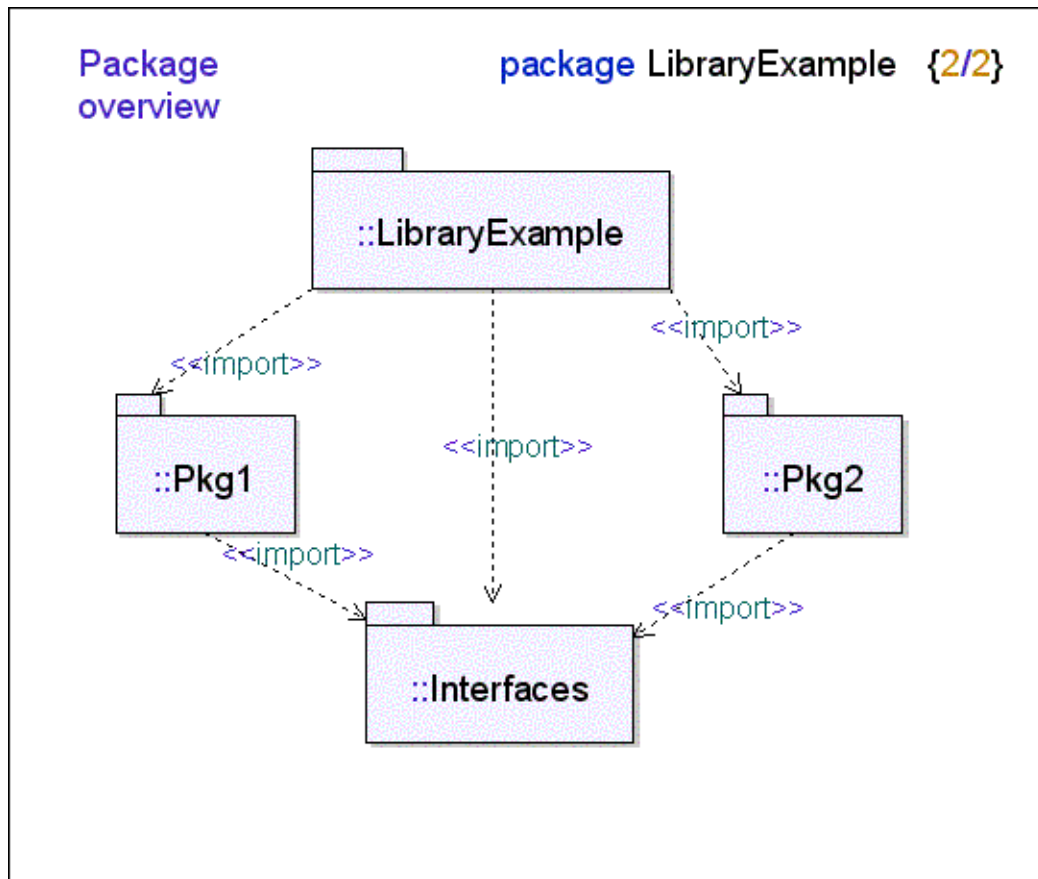 Package
overview
package LibraryExample {2/2}
::LibraryExample
<<import>>
<<import>>
<<import>>
::Pkg1
::Pkg2
<<import>>
<<import>>
::Interfaces